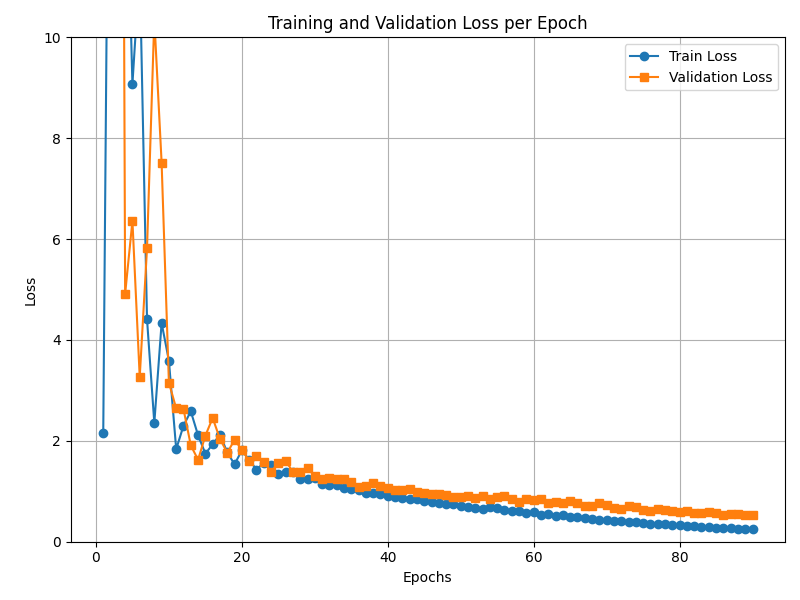 Training and Validation Loss per Epoch
10
8
6
4
2
0
Loss
Train Loss
Validation Loss
0 20 40 60 80
Epochs